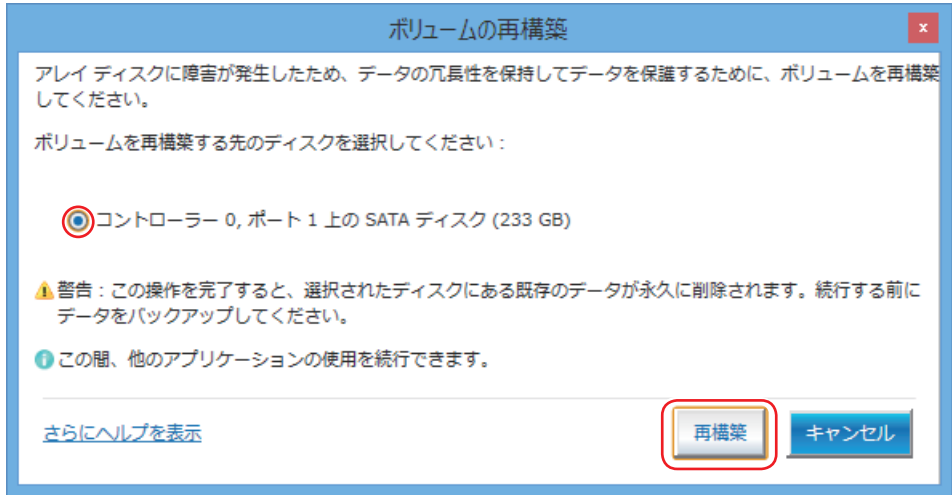 ボリュームの再構築
x
アレイ ディスクに障害が発生したため、データの冗長性を保持してデータを保護するために、ボリュームを再構築
してください。
ボリュームを再構築する先のディスクを選択してください :
コントローラー 0, ポート 1 上の SATA ディスク (233 GB)
警告 : この操作を完了すると、選択されたディスクにある既存のデータが永久に削除されます。続行する前に
データをバックアップしてください。
この間、他のアプリケーションの使用を続行できます。
さらにヘルプを表示
再構築
キャンセル